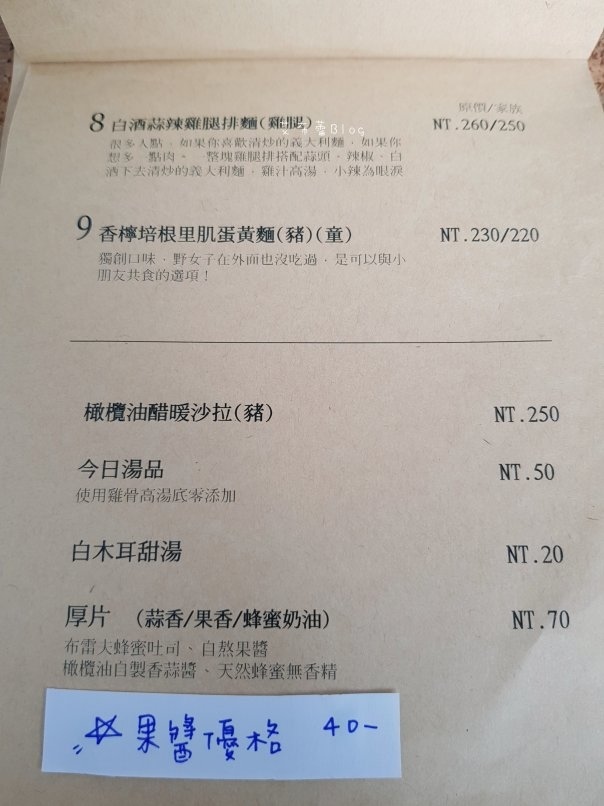 原價/家族
8 白酒蒜辣雞腿排麵(雞腿) NT.260/250
Blog
很多人點，如果你喜歡清炒的義大利麵，如果你
想多一點肉。 整塊雞腿排搭配蒜頭、辣椒、白
酒下去清炒的義大利麵，雞汁高湯，小辣為眼淚
9 香檸培根里肌蛋黃麵(豬)(童) NT.230/220
獨創口味，野女子在外面也沒吃過，是可以與小
朋友共食的選項！
橄欖油醋暖沙拉(豬) NT.250
今日湯品 NT.50
使用雞骨高湯底零添加
白木耳甜湯 NT.20
厚片 (蒜香/果香/蜂蜜奶油) NT.70
布雷夫蜂蜜吐司、自熬果醬
橄欖油自製香蒜醬、天然蜂蜜無香精
☆果醬優格 40-